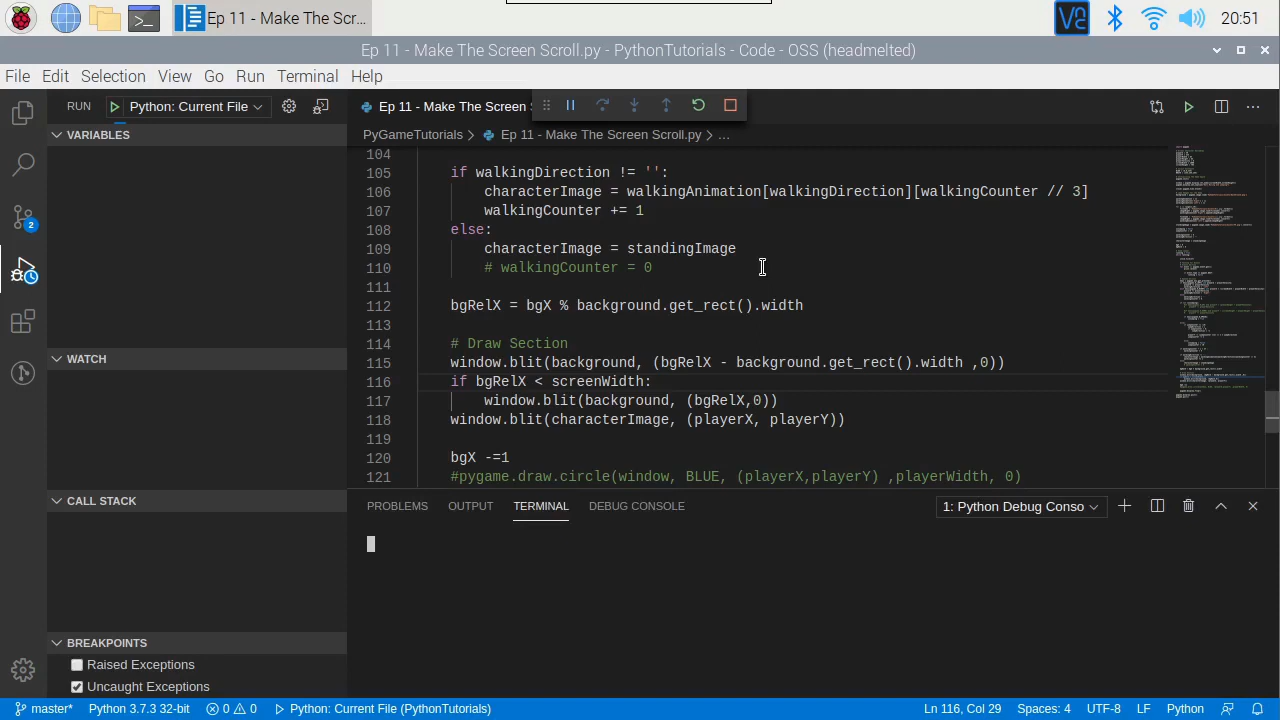 Ep 11 - Make The Scr...
20:51
Ep 11 - Make The Screen Scroll.py - PythonTutorials - Code - OSS (headmelted)
File Edit Selection View Go Run Terminal Help
RUN Python: Current File
Ep 11 - Make The Screen S
VARIABLES
PyGameTutorials > Ep 11 - Make The Screen Scroll.py > ...
104
105 if walkingDirection != '':
106 characterImage = walkingAnimation[walkingDirection][walkingCounter // 3]
107 walkingCounter += 1
108 else:
109 characterImage = standingImage
110 # walkingCounter = 0
111
112 bgRelX = bgX % background.get_rect().width
113
114 # Draw Section
115 window.blit(background, (bgRelX - background.get_rect().width ,0))
116 if bgRelX < screenWidth:
117 window.blit(background, (bgRelX,0))
118 window.blit(characterImage, (playerX, playerY))
119
120 bgX -=1
121 #pygame.draw.circle(window, BLUE, (playerX,playerY) ,playerWidth, 0)
WATCH
CALL STACK
BREAKPOINTS
Raised Exceptions
Uncaught Exceptions
PROBLEMS OUTPUT TERMINAL DEBUG CONSOLE 1: Python Debug Conso
2
master* Python 3.7.3 32-bit 0 0 Python: Current File (PythonTutorials) Ln 116, Col 29 Spaces: 4 UTF-8 LF Python